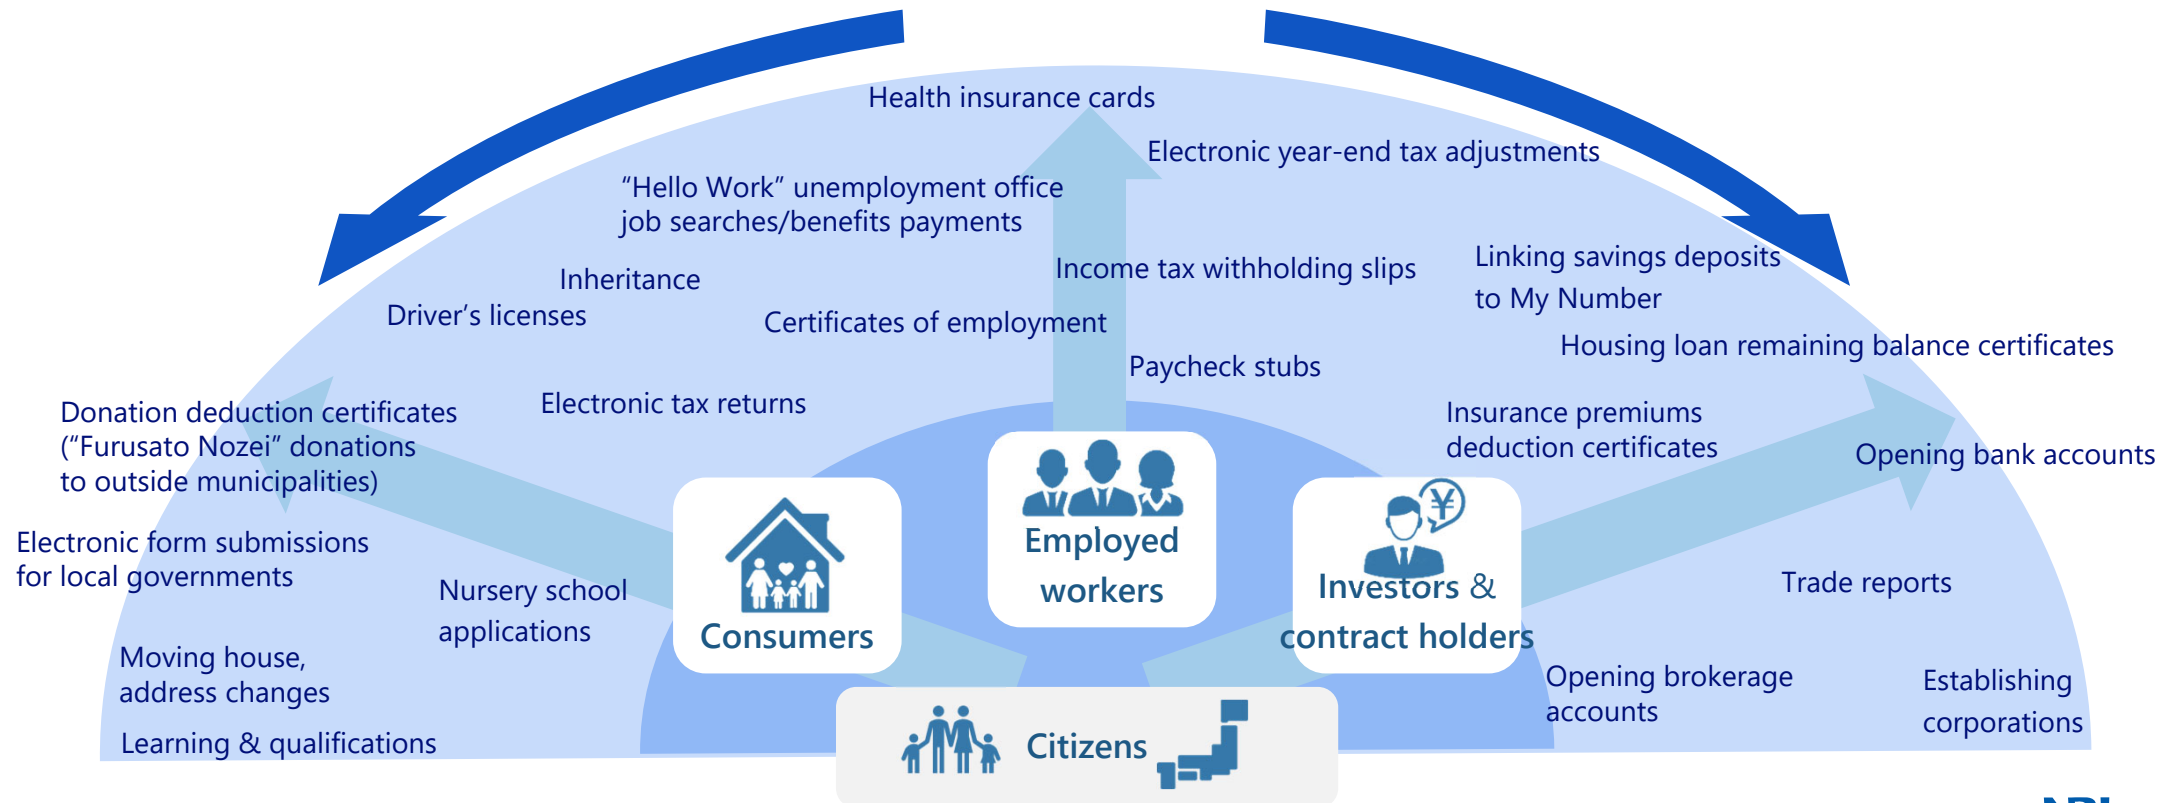 Health insurance cards
Electronic year-end tax adjustments
“Hello Work” unemployment office
job searches/benefits payments
Inheritance
Income tax withholding slips
Linking savings deposits
to My Number
Driver’s licenses
Certificates of employment
Housing loan remaining balance certificates
Paycheck stubs
Donation deduction certificates
(“Furusato Nozei” donations
to outside municipalities)
Electronic tax returns
Insurance premiums
deduction certificates
Opening bank accounts
Electronic form submissions
for local governments
Nursery school
applications
Consumers
Employed
workers
¥
Investors &
contract holders
Trade reports
Moving house,
address changes
Opening brokerage
accounts
Establishing
corporations
Learning & qualifications
Citizens